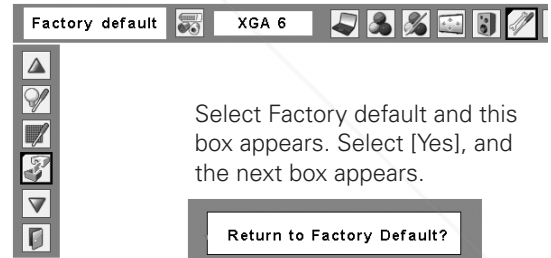 Factory default XGA 6
Select Factory default and this
box appears. Select [Yes], and
the next box appears.
Return to Factory Default?